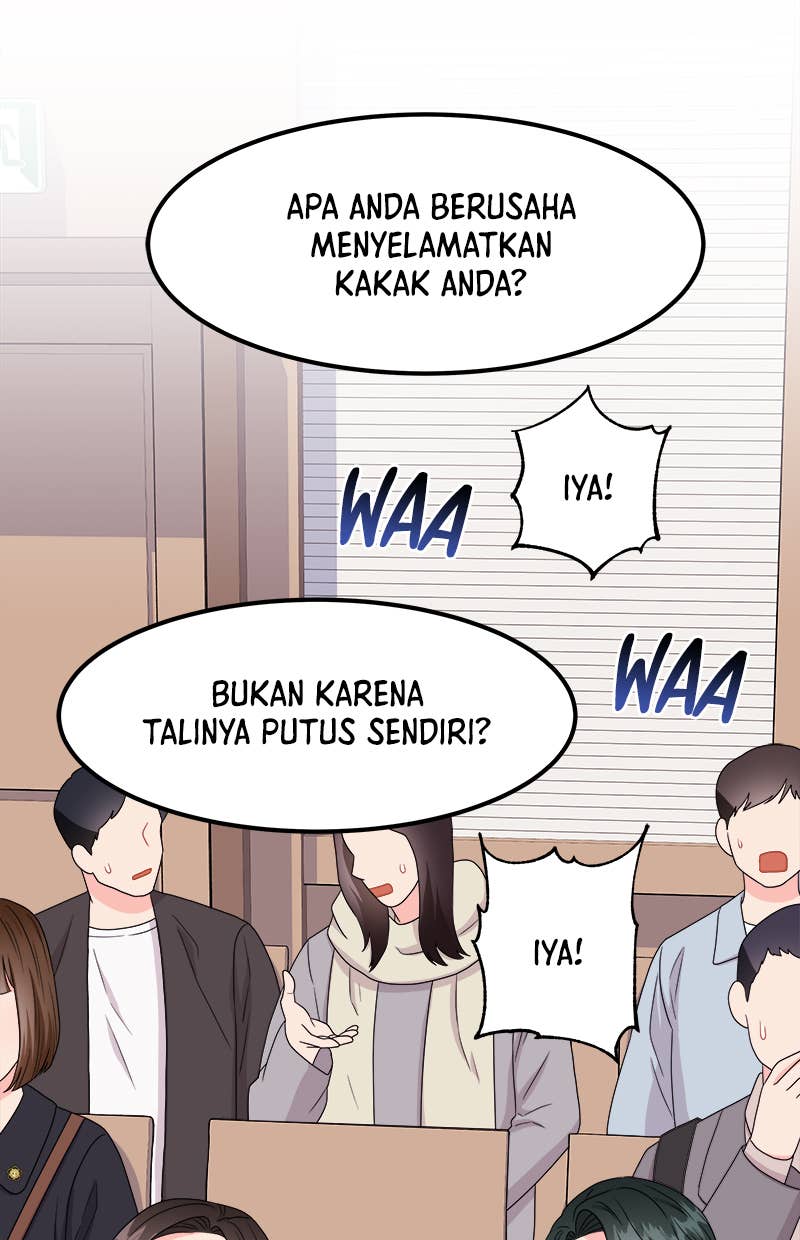 APA ANDA BERUSAHA
MENYELAMATKAN
KAKAK ANDA?
IYA!
WAA
WAA
BUKAN KARENA
TALINYA PUTUS SENDIRI?
IYA!